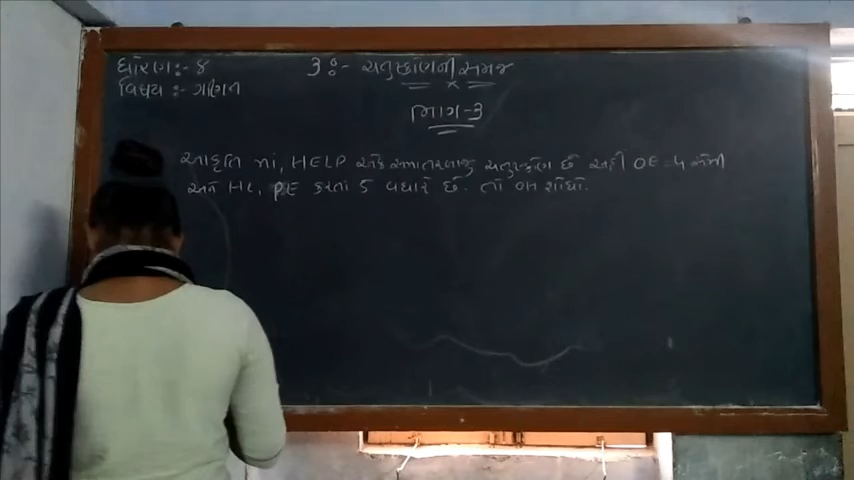 ધોરણ :- ૪
વિષય :- ગણિત
3 :- ચતુષ્કોણની સમજ
ભાગ-3
આકૃતિ માં, HELP એક સમાતરબાજુ ચતુષ્કોણ છે અહીં OE = 4 સેમી
અને HL, PE કરતાં 5 વધારે છે. તો OH શોધો.